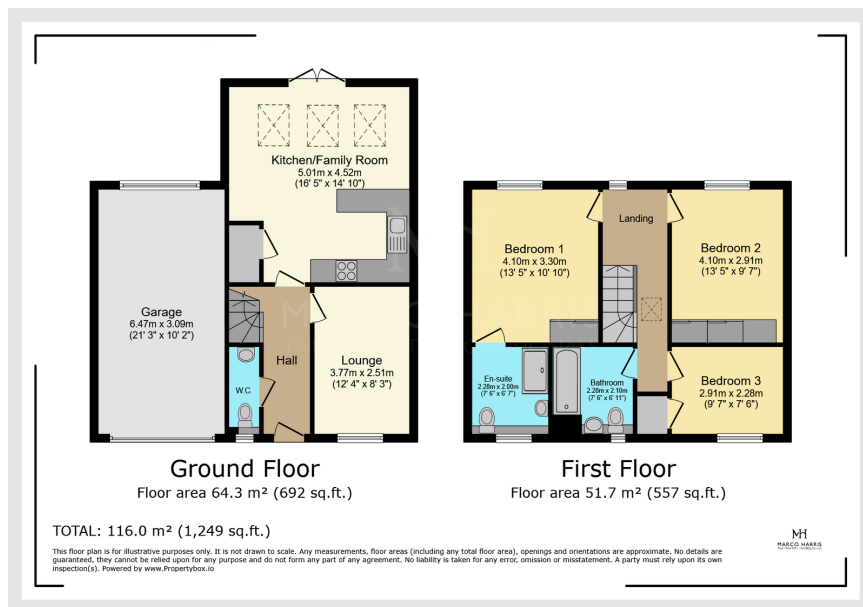 Kitchen/Family Room
5.01m x 4.52m
(16' 5" x 14' 10")
Garage
6.47m x 3.09m
(21' 3" x 10' 2")
Hall
Lounge
3.77m x 2.51m
(12' 4" x 8' 3")
W.C.
Landing
Bedroom 1
4.10m x 3.30m
(13' 5" x 10' 10")
Bedroom 2
4.10m x 2.91m
(13' 5" x 9' 7")
En-suite
2.28m x 2.00m
(7' 6" x 6' 7")
Bathroom
2.28m x 2.10m
(7' 6" x 6' 11")
Bedroom 3
2.91m x 2.28m
(9' 7" x 7' 6")
Ground Floor
Floor area 64.3 m² (692 sq.ft.)
First Floor
Floor area 51.7 m² (557 sq.ft.)
TOTAL: 116.0 m² (1,249 sq.ft.)
This floor plan is for illustrative purposes only. It is not drawn to scale. Any measurements, floor areas (including any total floor area), openings and orientations are approximate. No details are
guaranteed, they cannot be relied upon for any purpose and do not form any part of any agreement. No liability is taken for any error, omission or misstatement. A party must rely upon its own
inspection(s). Powered by www.Propertybox.io
MH
MARCO HARRIS